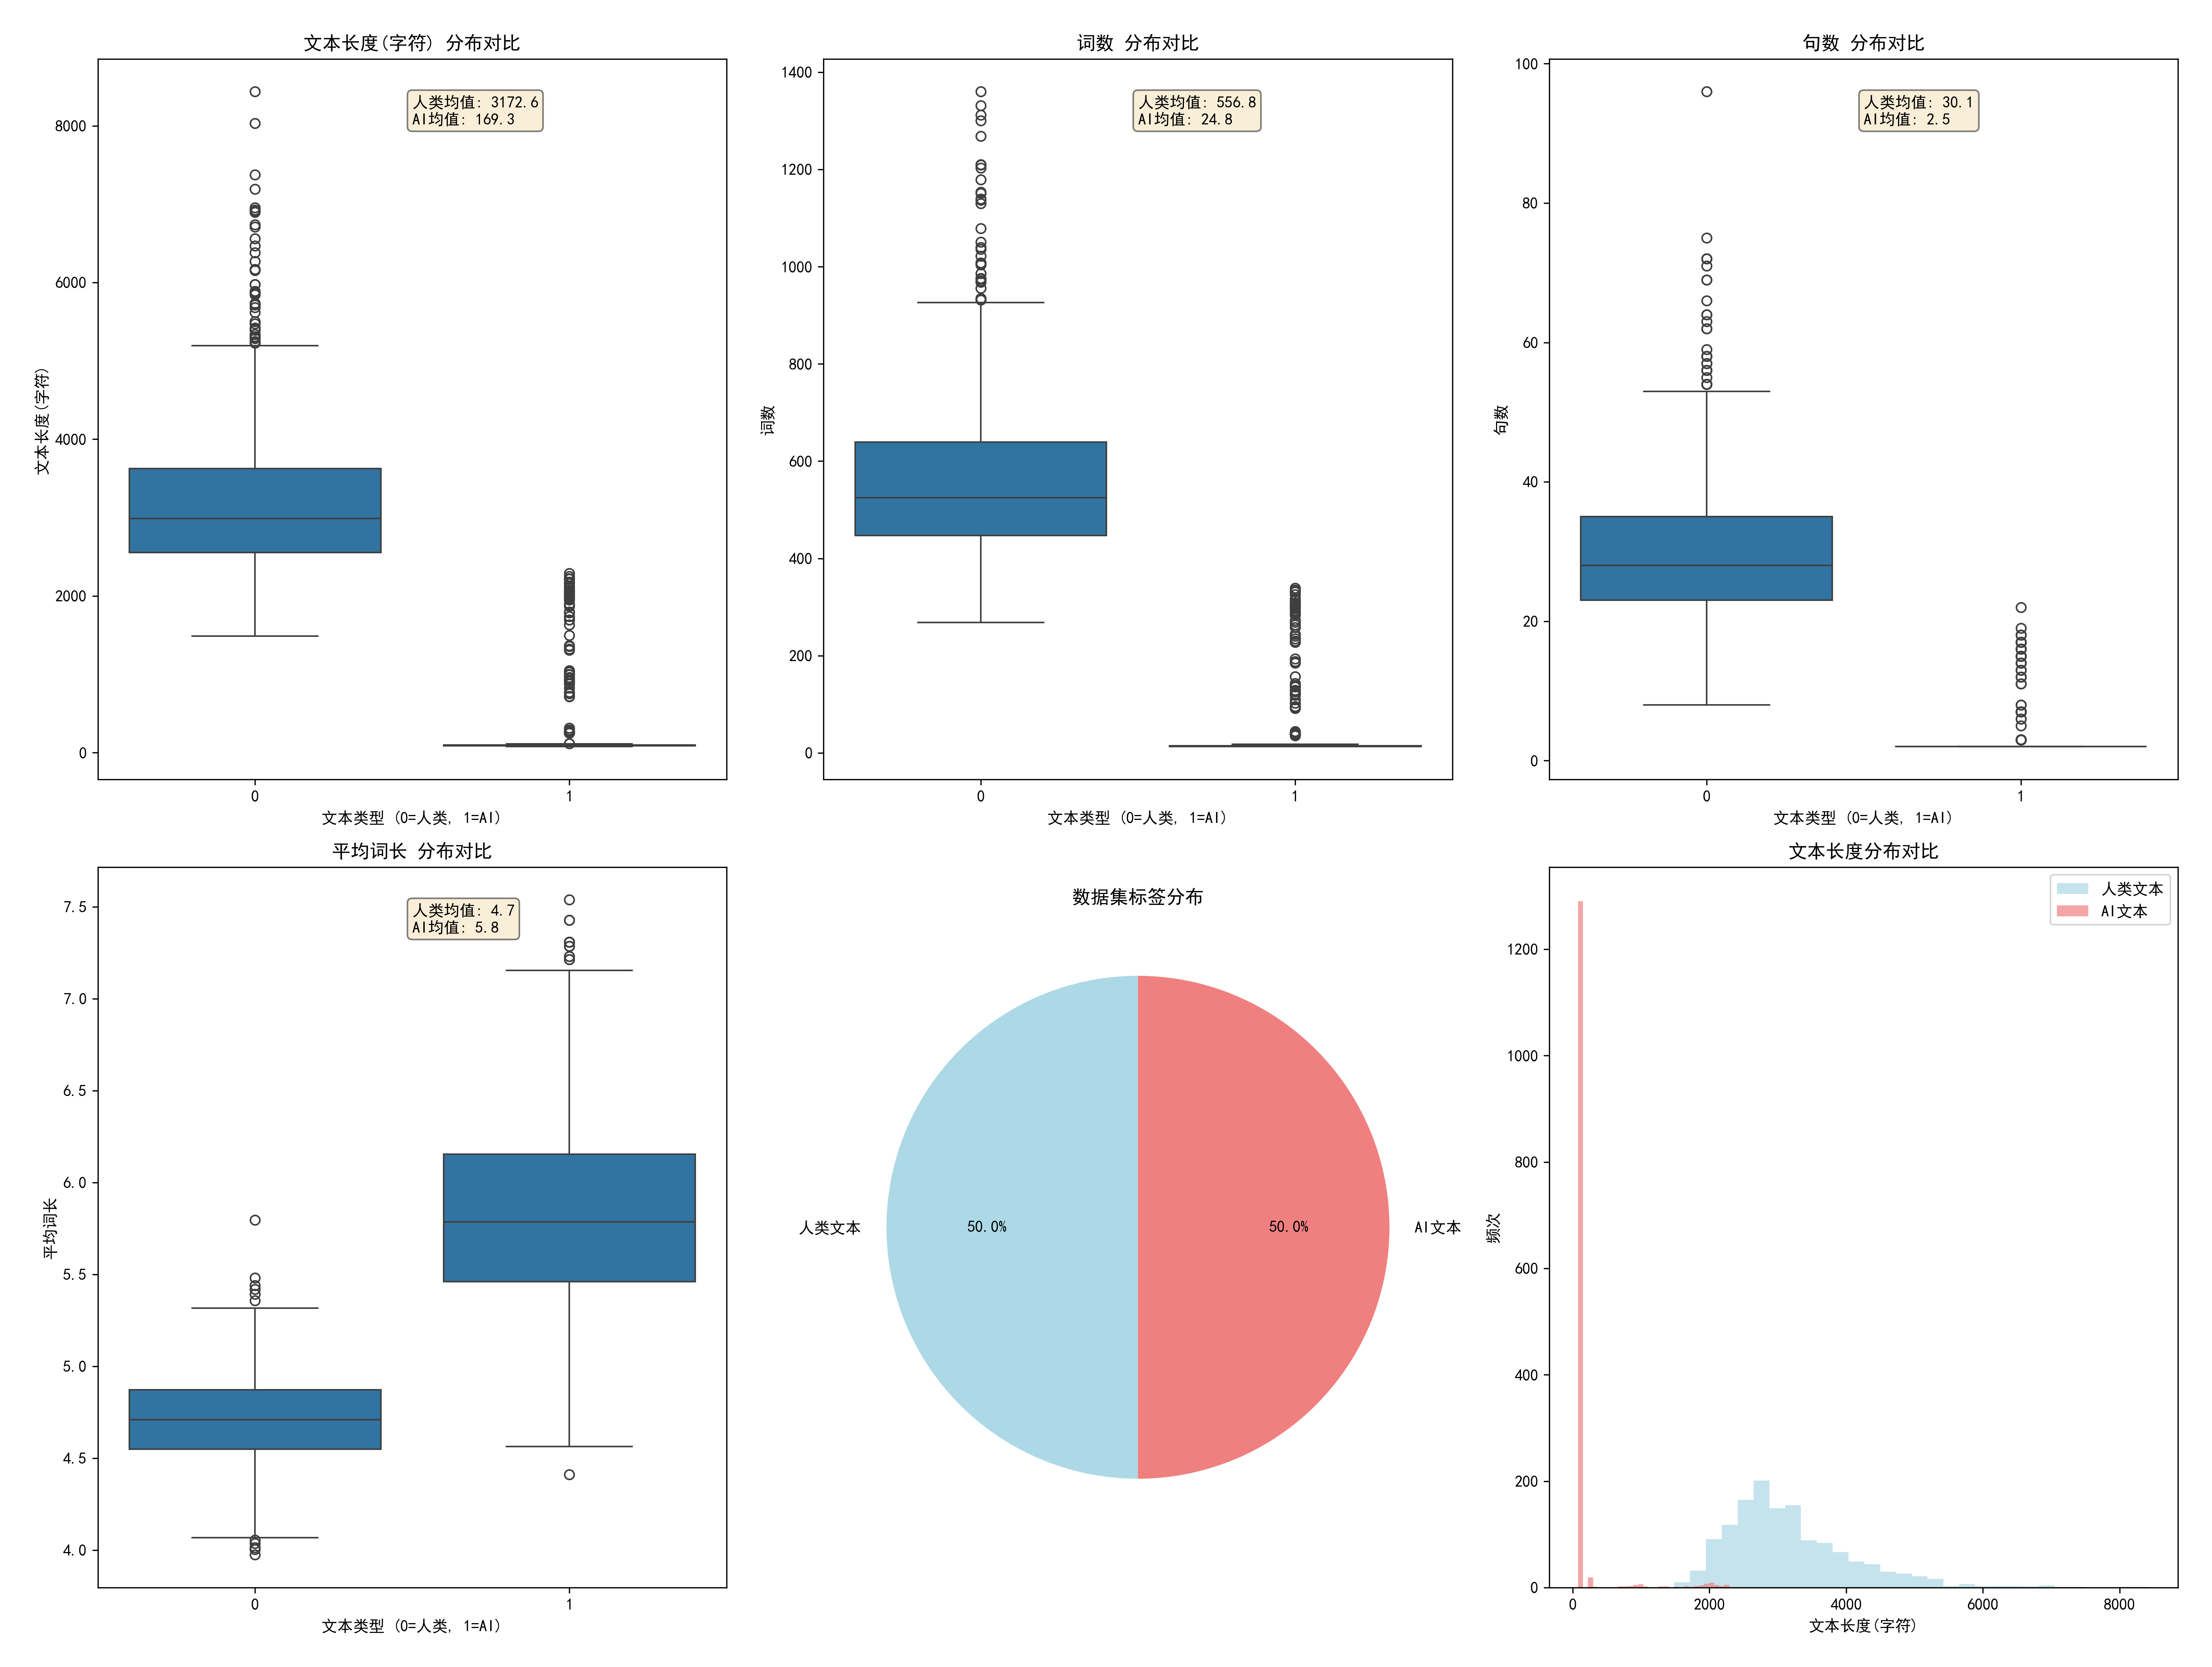 文本长度(字符) 分布对比
人类均值: 3172.6
AI均值: 169.3
8000
6000
4000
2000
0
文本长度(字符)
0
1
文本类型 (0=人类, 1=AI)
词数 分布对比
人类均值: 556.8
AI均值: 24.8
1400
1200
1000
800
600
400
200
0
词数
0
1
文本类型 (0=人类, 1=AI)
句数 分布对比
人类均值: 30.1
AI均值: 2.5
100
80
60
40
20
0
句数
0
1
文本类型 (0=人类, 1=AI)
平均词长 分布对比
人类均值: 4.7
AI均值: 5.8
7.5
7.0
6.5
6.0
5.5
5.0
4.5
4.0
平均词长
0
1
文本类型 (0=人类, 1=AI)
数据集标签分布
人类文本
50.0%
50.0%
AI文本
文本长度分布对比
人类文本
AI文本
1200
1000
800
600
400
200
0
频次
0
2000
4000
6000
8000
文本长度(字符)